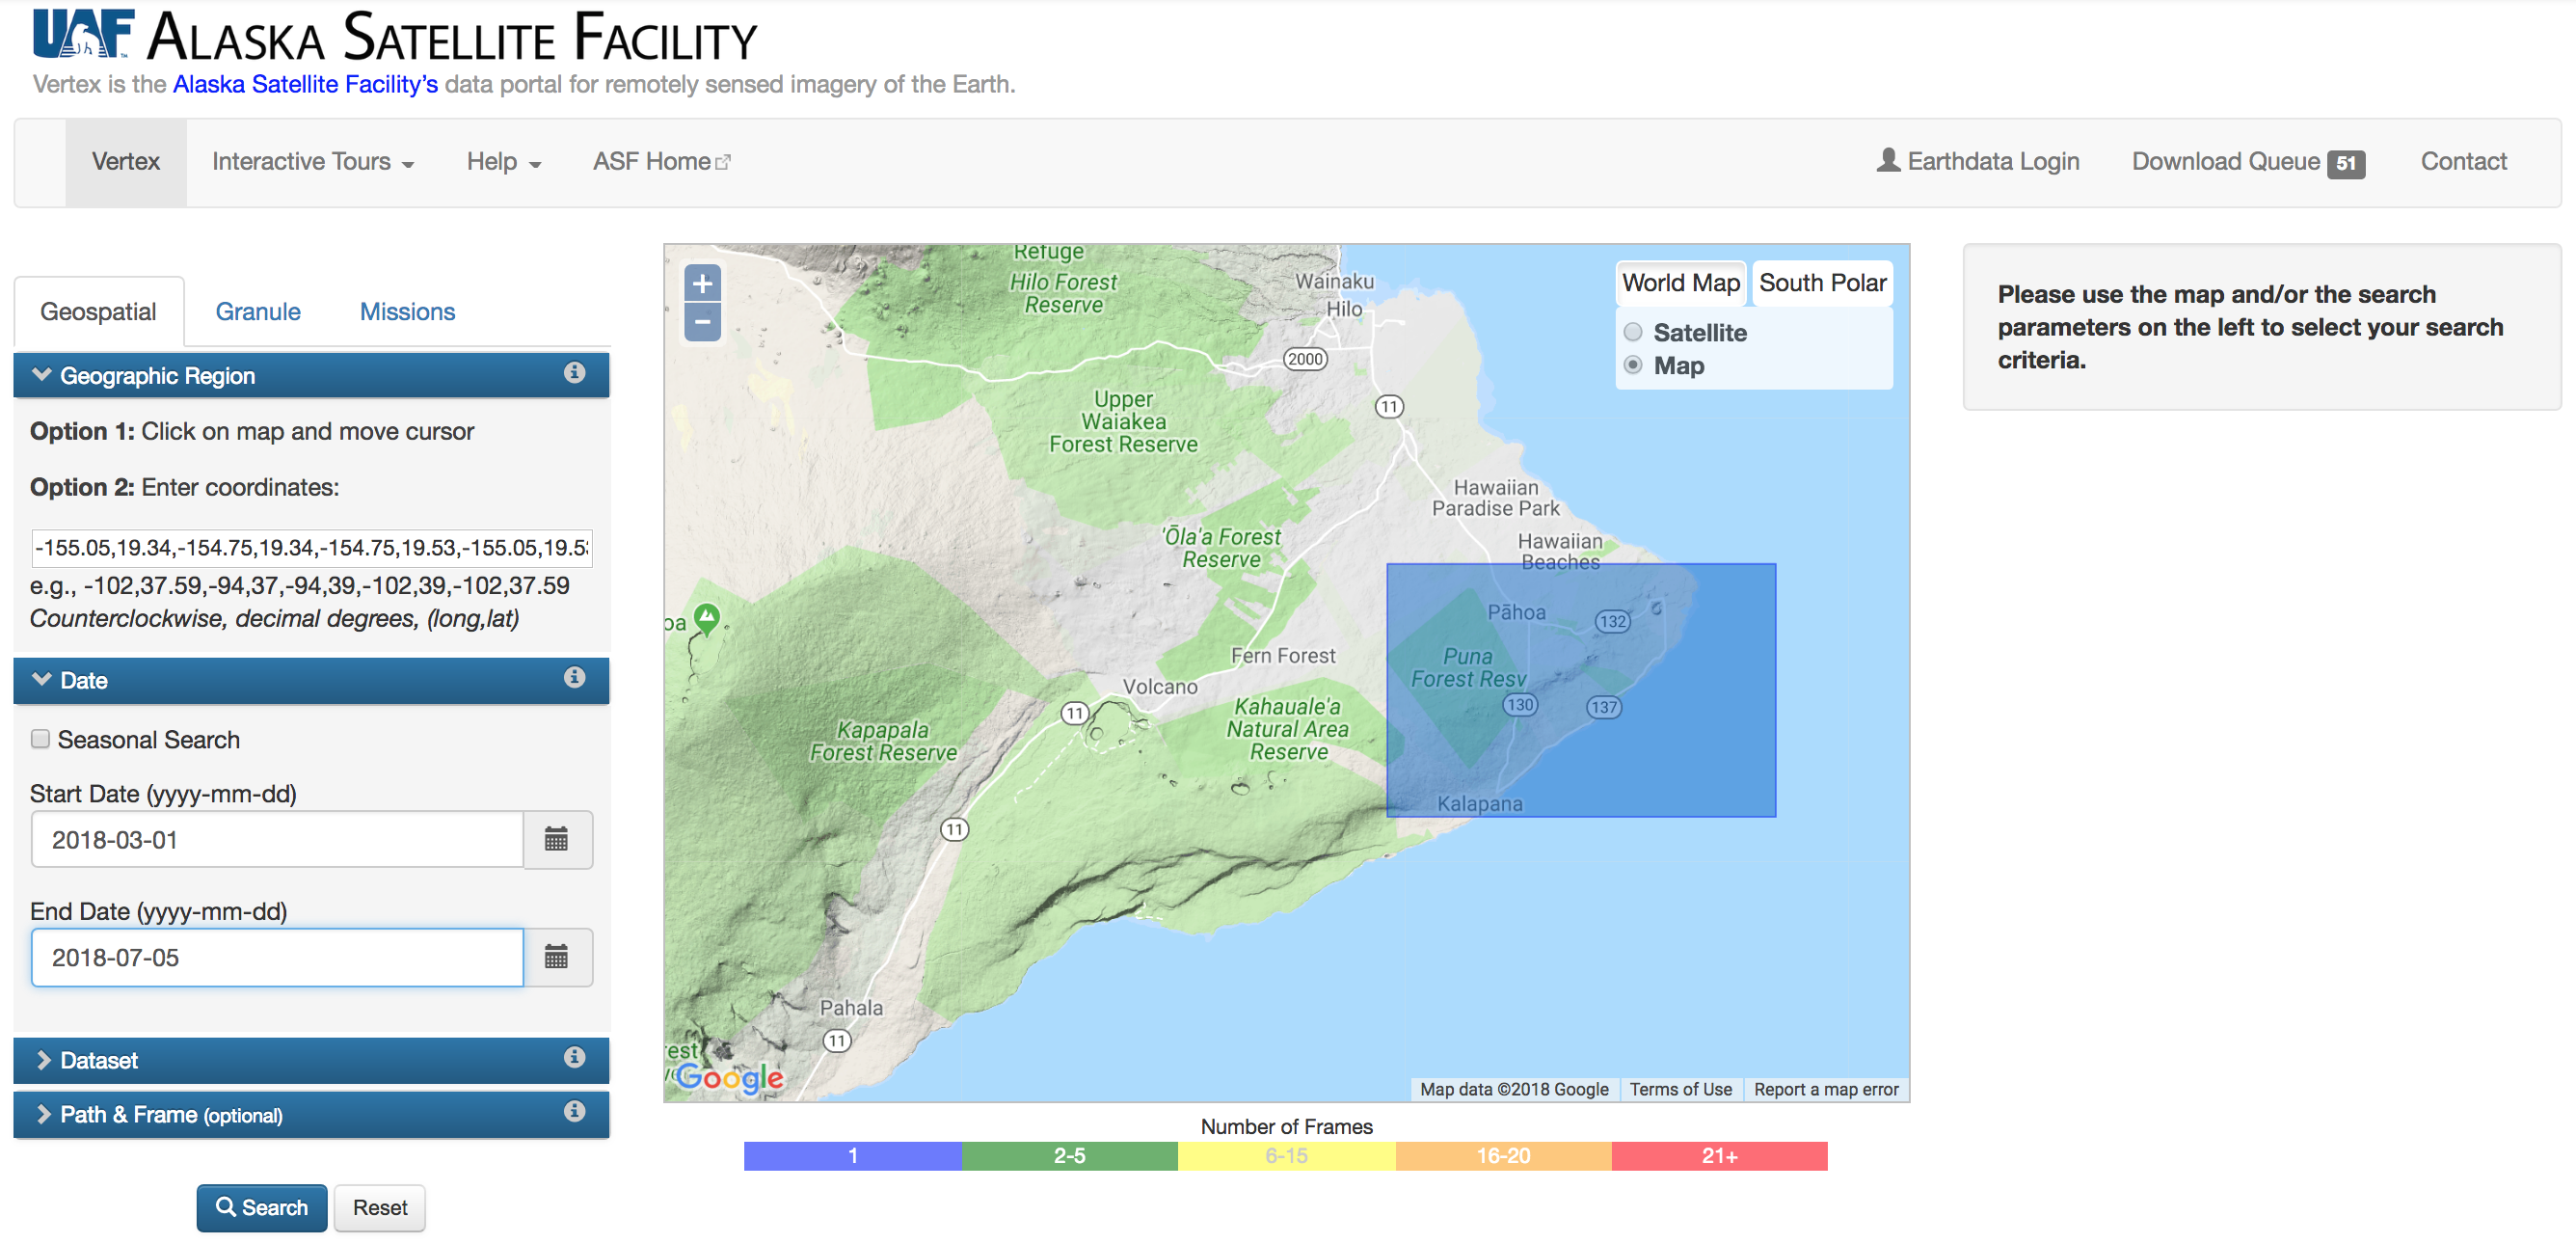 UAF ALASKA SATELLITE FACILITY
Vertex is the Alaska Satellite Facility's data portal for remotely sensed imagery of the Earth.
Vertex Interactive Tours Help ASF Home Earthdata Login Download Queue 51 Contact
Geospatial Granule Missions
Geographic Region
Option 1: Click on map and move cursor
Option 2: Enter coordinates:
-155.05,19.34,-154.75,19.34,-154.75,19.53,-155.05,19.53
e.g., -102,37.59,-94,37,-94,39,-102,39,-102,37.59
Counterclockwise, decimal degrees, (long,lat)
Date
Seasonal Search
Start Date (yyyy-mm-dd)
2018-03-01
End Date (yyyy-mm-dd)
2018-07-05
Dataset
Path & Frame (optional)
Search Reset
Refuge
Hilo Forest
Reserve
Wainaku
Hilo
2000
11
Upper
Waiakea
Forest Reserve
Hawaiian
Paradise Park
'Ōla'a Forest
Reserve
Hawaiian
Beaches
oa
Pāhoa
132
Fern Forest
Puna
Forest Resv
Volcano
130
137
11
Kahauale'a
Natural Area
Reserve
Kapapala
Forest Reserve
Kalapana
11
Pahala
11
rest
Google
Map data ©2018 Google Terms of Use Report a map error
World Map South Polar
Satellite
Map
Number of Frames
1 2-5 6-15 16-20 21+
Please use the map and/or the search
parameters on the left to select your search
criteria.